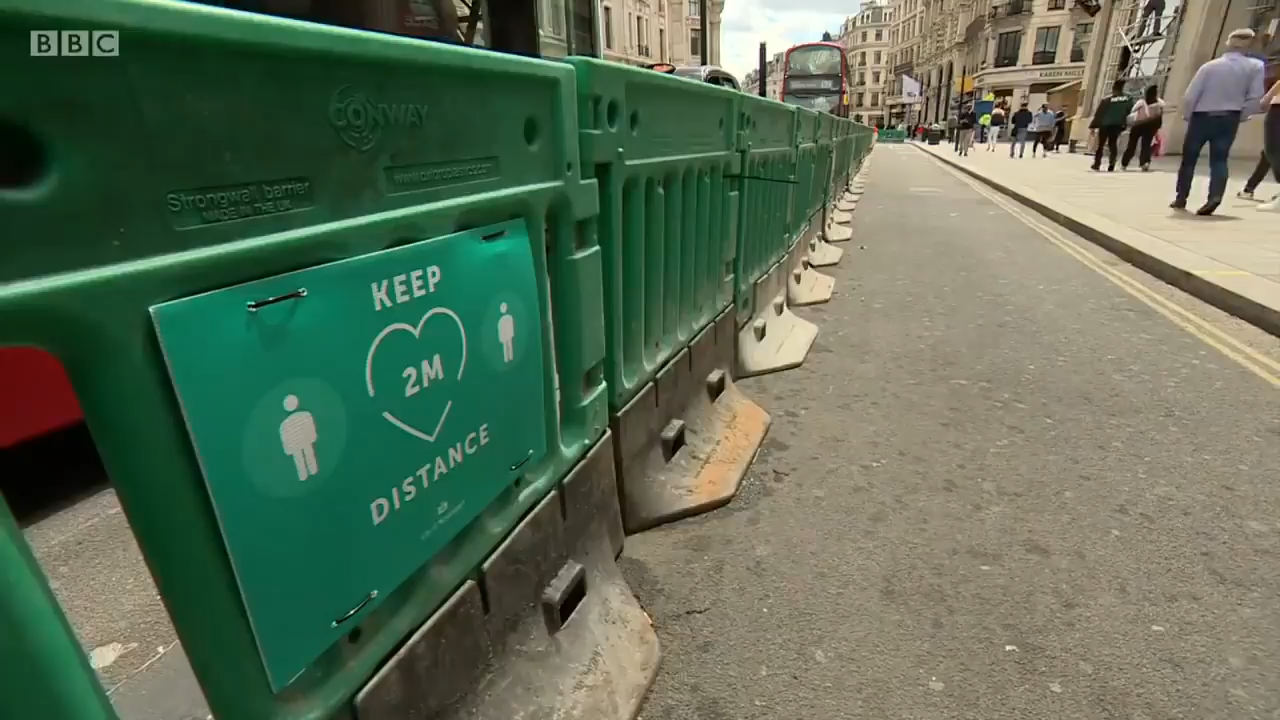 BBC
CONWAY
Strongwall barrier
MADE IN THE UK
KEEP
2M
DISTANCE
KAREN MILLEN